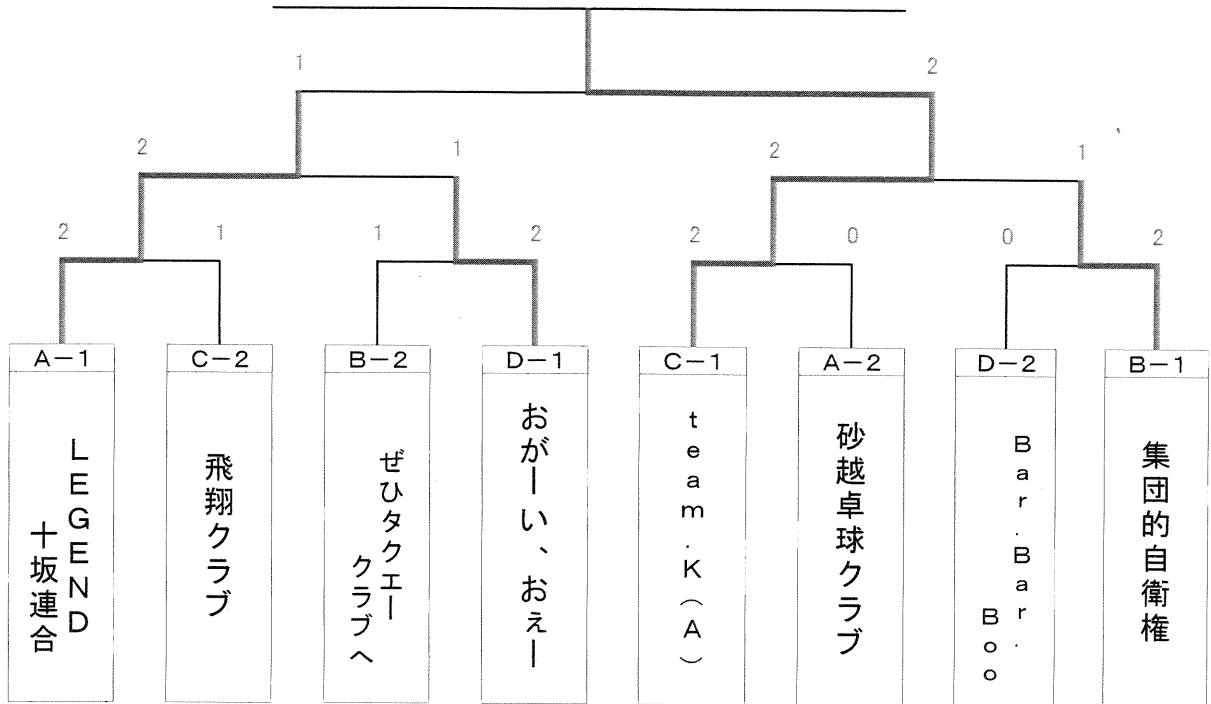 1 2
2 1 2 1
2 1 1 2 2 0 0 2
A-1 C-2 B-2 D-1 C-1 A-2 D-2 B-1
LEGEND
十坂連合
飛翔クラブ
ぜひタクエー
クラブへ
おがーい、おぇー
team.K(A)
砂越卓球クラブ
Bar.Bar.
Boo
集団的自衛権